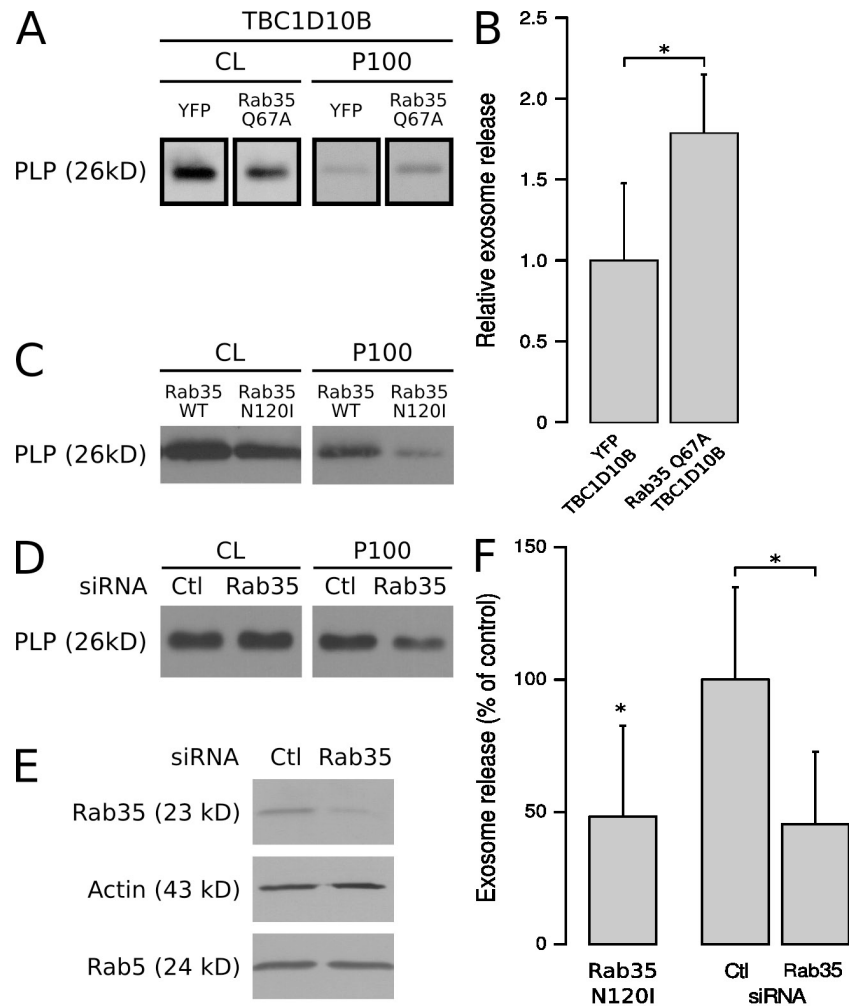 A
TBC1D10B
CL P100
YFP Rab35 Q67A YFP Rab35 Q67A
PLP (26kD)
B
2.5
2.0
1.5
1.0
0.5
0
Relative exosome release
*
YFP TBC1D10B
Rab35 Q67A TBC1D10B
C
CL P100
Rab35 WT Rab35 N120I Rab35 WT Rab35 N120I
PLP (26kD)
D
CL P100
siRNA Ctl Rab35 Ctl Rab35
PLP (26kD)
E
siRNA Ctl Rab35
Rab35 (23 kD)
Actin (43 kD)
Rab5 (24 kD)
F
150
100
50
0
Exosome release (% of control)
*
*
Rab35 N120I
Ctl Rab35
siRNA